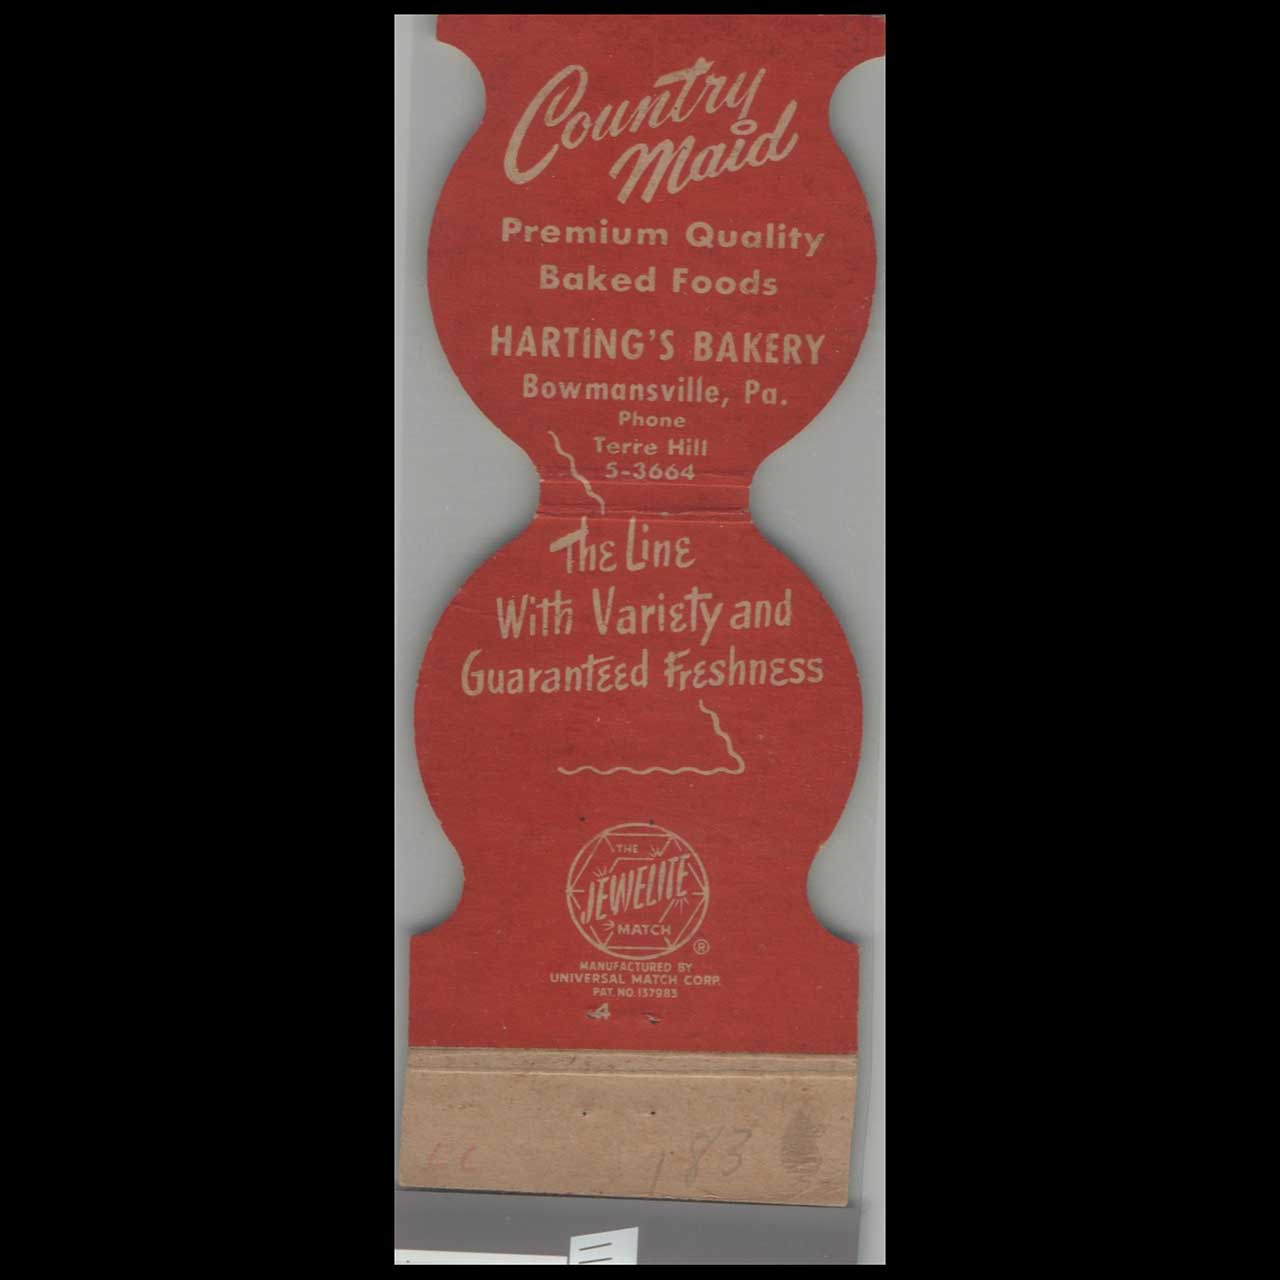 Country
Maid
Premium Quality
Baked Foods
HARTING'S BAKERY
Bowmansville, Pa.
Phone
Terre Hill
5-3664
The Line
With Variety and
Guaranteed Freshness
THE
JEWELITE
MATCH
®
MANUFACTURED BY
UNIVERSAL MATCH CORP.
PAT. NO. 137983
4
183